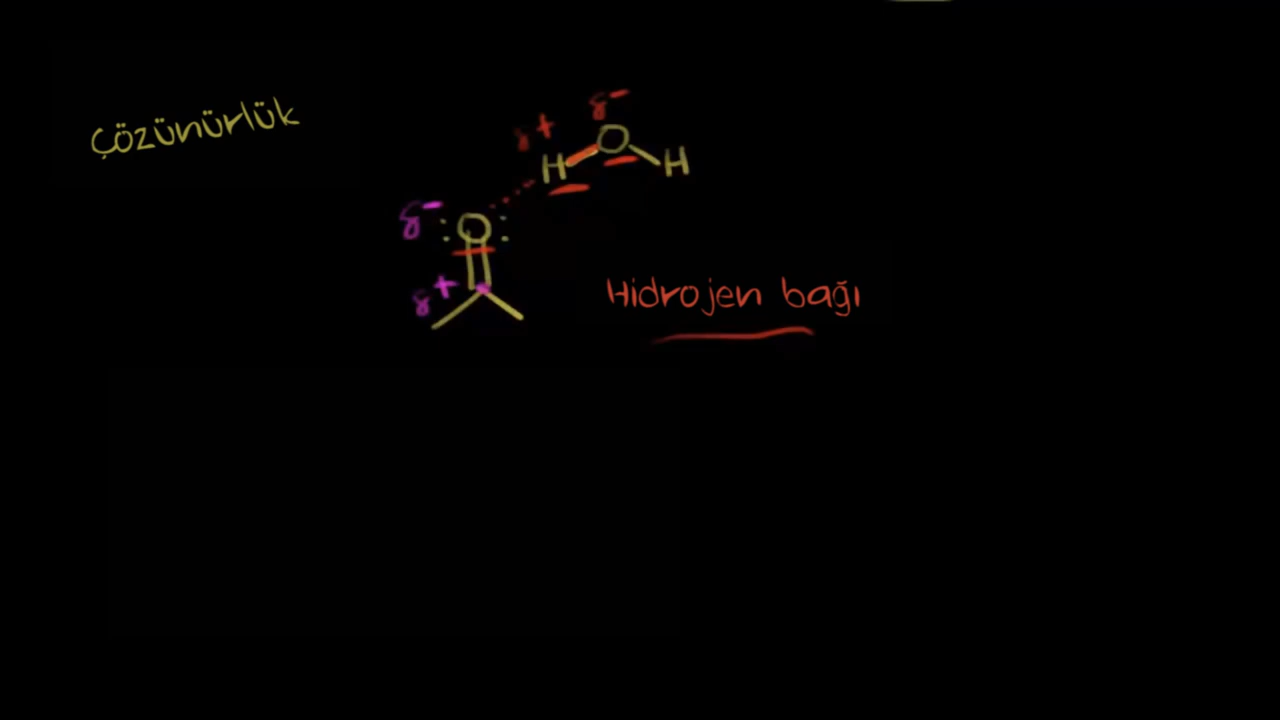 Çözünürlük
δ- 
δ+
H O H
δ- :O:
δ+
Hidrojen bağı